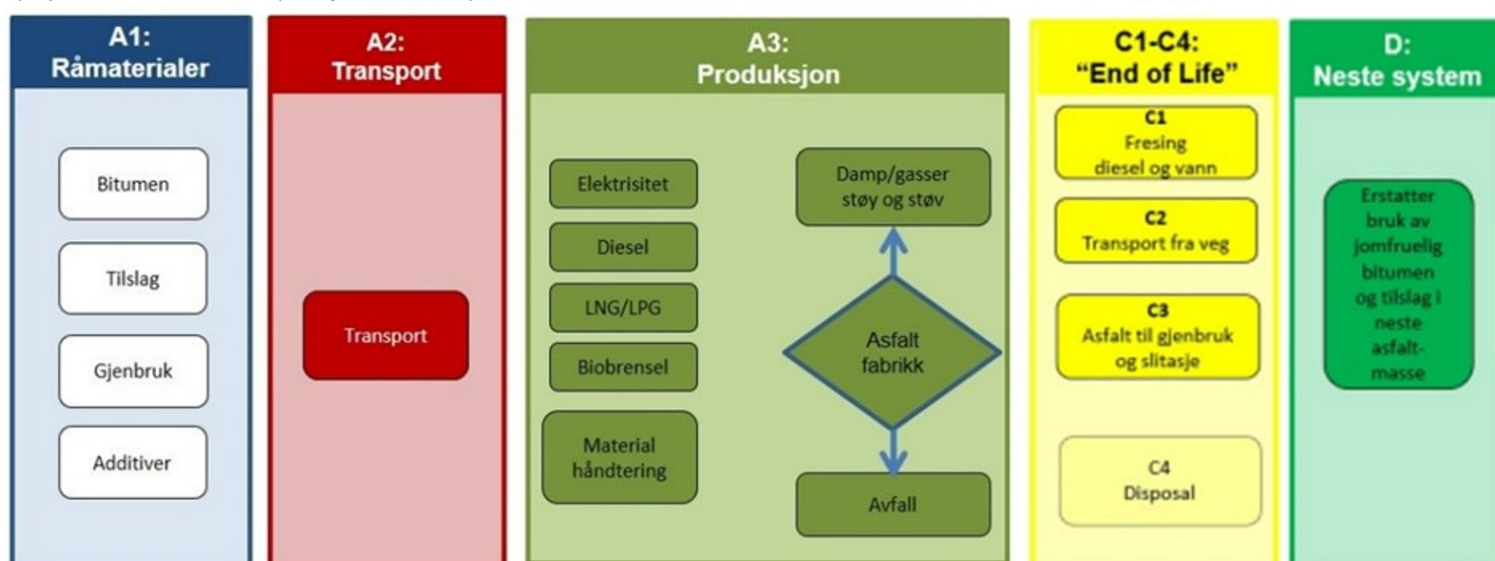 A1:
Råmaterialer
Bitumen
Tilslag
Gjenbruk
Additiver
A2:
Transport
Transport
A3:
Produksjon
Elektrisitet
Diesel
LNG/LPG
Biobrensel
Material
håndtering
Damp/gasser
støy og støv
Asfalt
fabrikk
Avfall
C1-C4:
“End of Life”
C1
Fresing
diesel og vann
C2
Transport fra veg
C3
Asfalt til gjenbruk
og slitasje
C4
Disposal
D:
Neste system
Erstatter
bruk av
jomfruelig
bitumen
og tilslag i
neste
asfalt-
masse